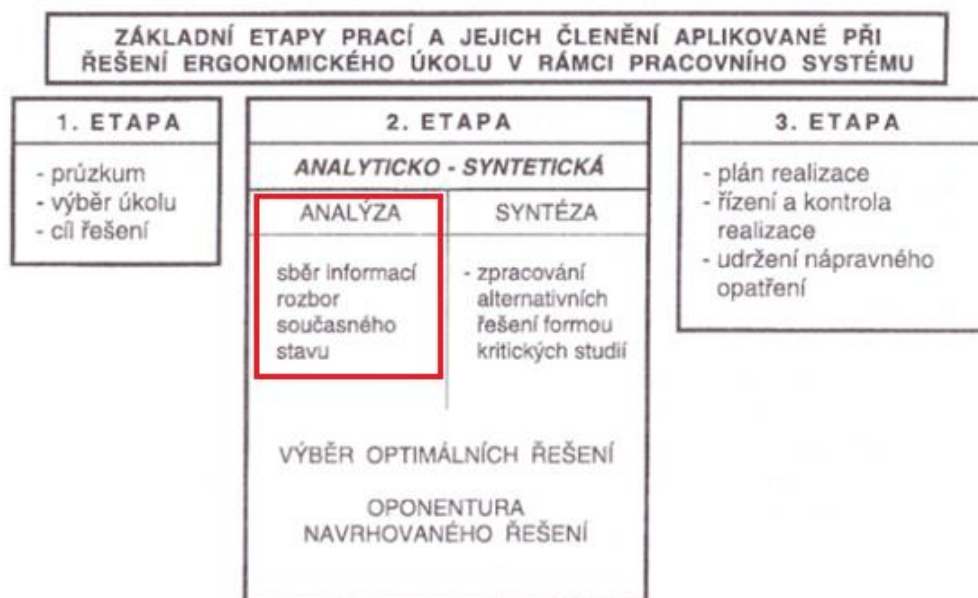 ZÁKLADNÍ ETAPY PRACÍ A JEJICH ČLENĚNÍ APLIKOVANÉ PŘI
ŘEŠENÍ ERGONOMICKÉHO ÚKOLU V RÁMCI PRACOVNÍHO SYSTÉMU
1. ETAPA
- průzkum
- výběr úkolu
- cíl řešení
2. ETAPA
ANALYTICKO - SYNTETICKÁ
ANALÝZA
sběr informací
rozbor
současného
stavu
SYNTÉZA
- zpracování
alternativních
řešení formou
kritických studií
VÝBĚR OPTIMÁLNÍCH ŘEŠENÍ
OPONENTURA
NAVRHOVANÉHO ŘEŠENÍ
3. ETAPA
- plán realizace
- řízení a kontrola
realizace
- udržení nápravného
opatření